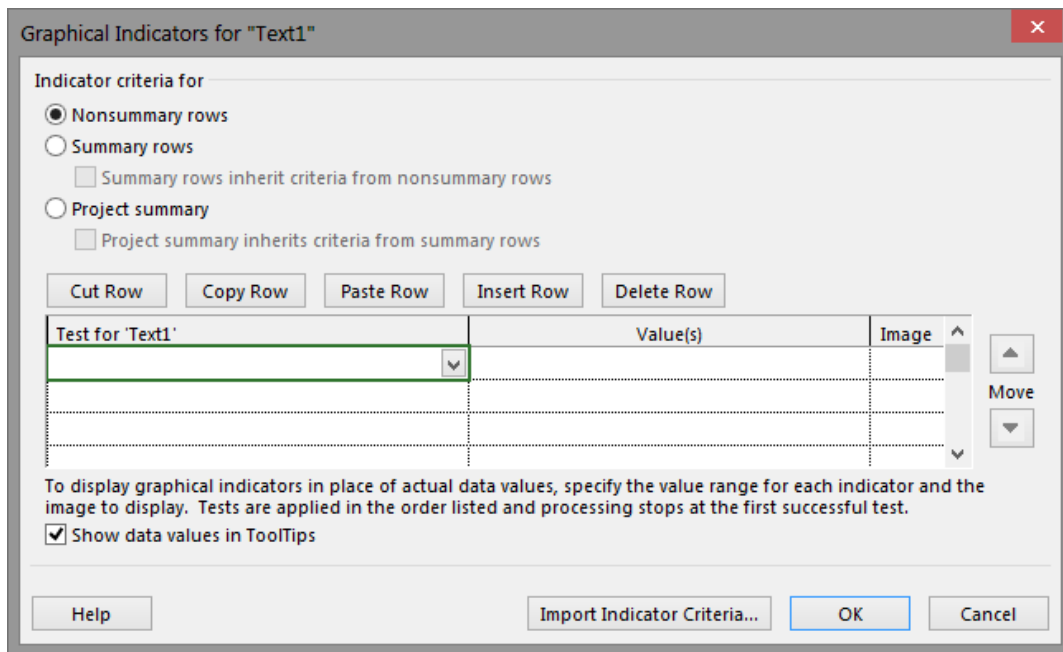 Graphical Indicators for "Text1"
Indicator criteria for
Nonsummary rows
Summary rows
Summary rows inherit criteria from nonsummary rows
Project summary
Project summary inherits criteria from summary rows
Cut Row Copy Row Paste Row Insert Row Delete Row
Test for 'Text1' Value(s) Image
Move
To display graphical indicators in place of actual data values, specify the value range for each indicator and the
image to display. Tests are applied in the order listed and processing stops at the first successful test.
Show data values in ToolTips
Help Import Indicator Criteria... OK Cancel